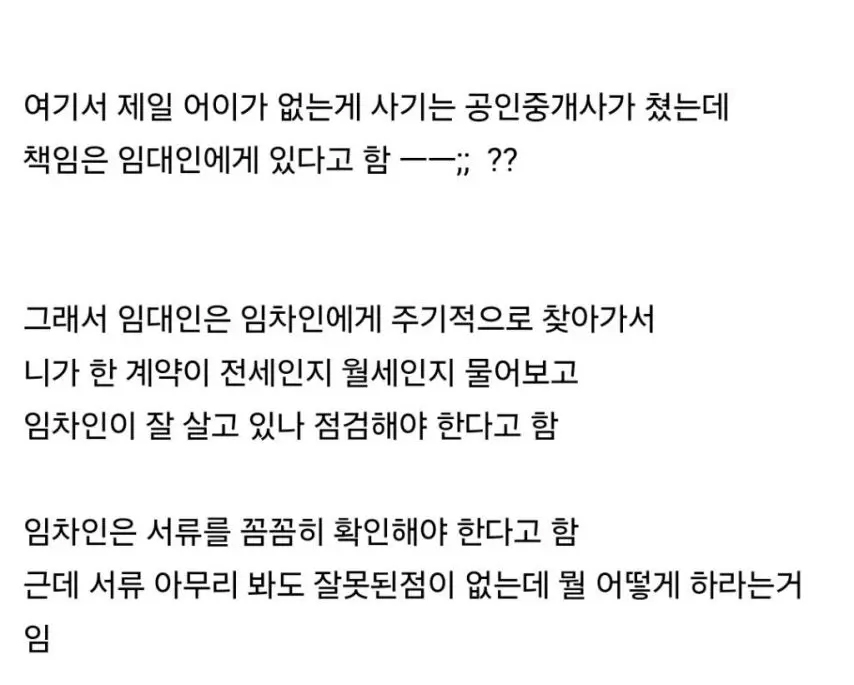 여기서 제일 어이가 없는게 사기는 공인중개사가 쳤는데
책임은 임대인에게 있다고 함 ㅡㅡ;; ??
그래서 임대인은 임차인에게 주기적으로 찾아가서
니가 한 계약이 전세인지 월세인지 물어보고
임차인이 잘 살고 있나 점검해야 한다고 함
임차인은 서류를 꼼꼼히 확인해야 한다고 함
근데 서류 아무리 봐도 잘못된점이 없는데 뭘 어떻게 하라는거
임